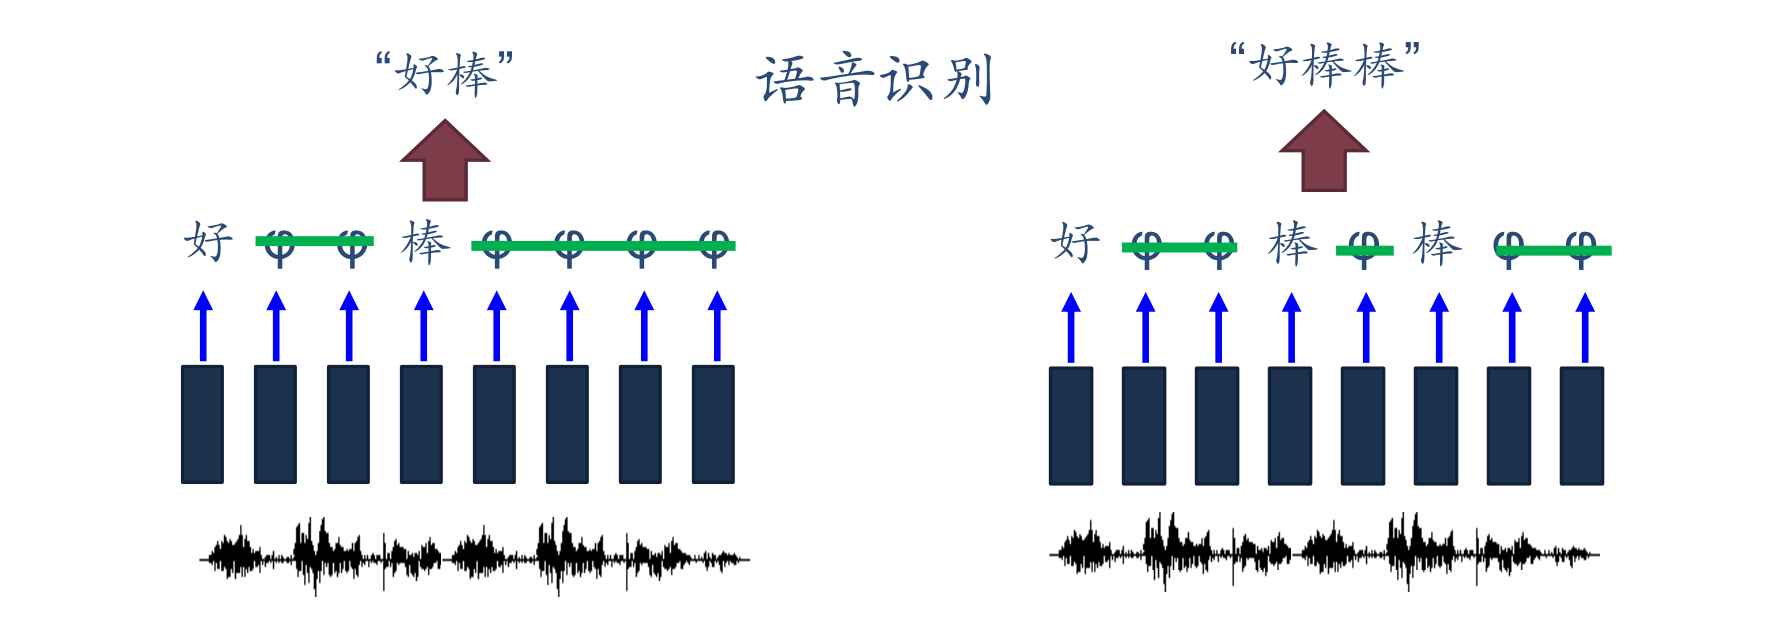 “好棒”
语音识别
“好棒棒”
好 φ φ 棒 φ φ φ φ
好 φ φ 棒 φ 棒 φ φ